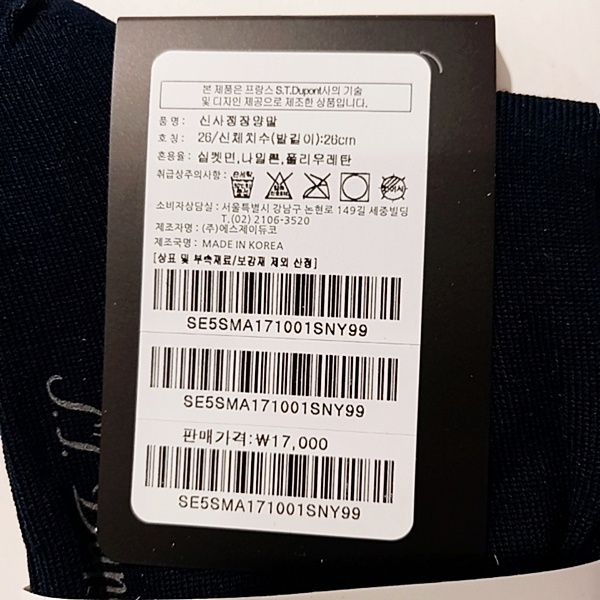 본 제품은 프랑스 S.T.Dupont사의 기술
및 디자인 제공으로 제조한 상품입니다.
품 명 : 신사정장양말
호 칭 : 26/신체치수(발길이):26cm
혼용율 : 실켓면,나일론,폴리우레탄
취급상주의사항 : 손세탁
소비자상담실 : 서울특별시 강남구 논현로 149길 세종빌딩
T.(02) 2106-3520
제조자명 : (주)에스제이듀코
제조국명 : MADE IN KOREA
[상표 및 부속재료/보강재 제외 산정]
SE5SMA171001SNY99
SE5SMA171001SNY99
판매가격:₩17,000
SE5SMA171001SNY99
S.T. Dupon